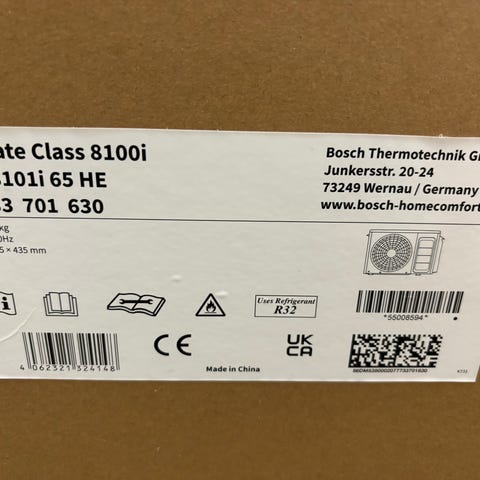 ate Class 8100i
101i 65 HE
3 701 630
kg
0Hz
5 × 435 mm
Bosch Thermotechnik G
Junkersstr. 20-24
73249 Wernau / Germany
www.bosch-homecomfort
i
Uses Refrigerant
R32
*55008594*
4 062321 324148
CE
UK
CA
Made in China